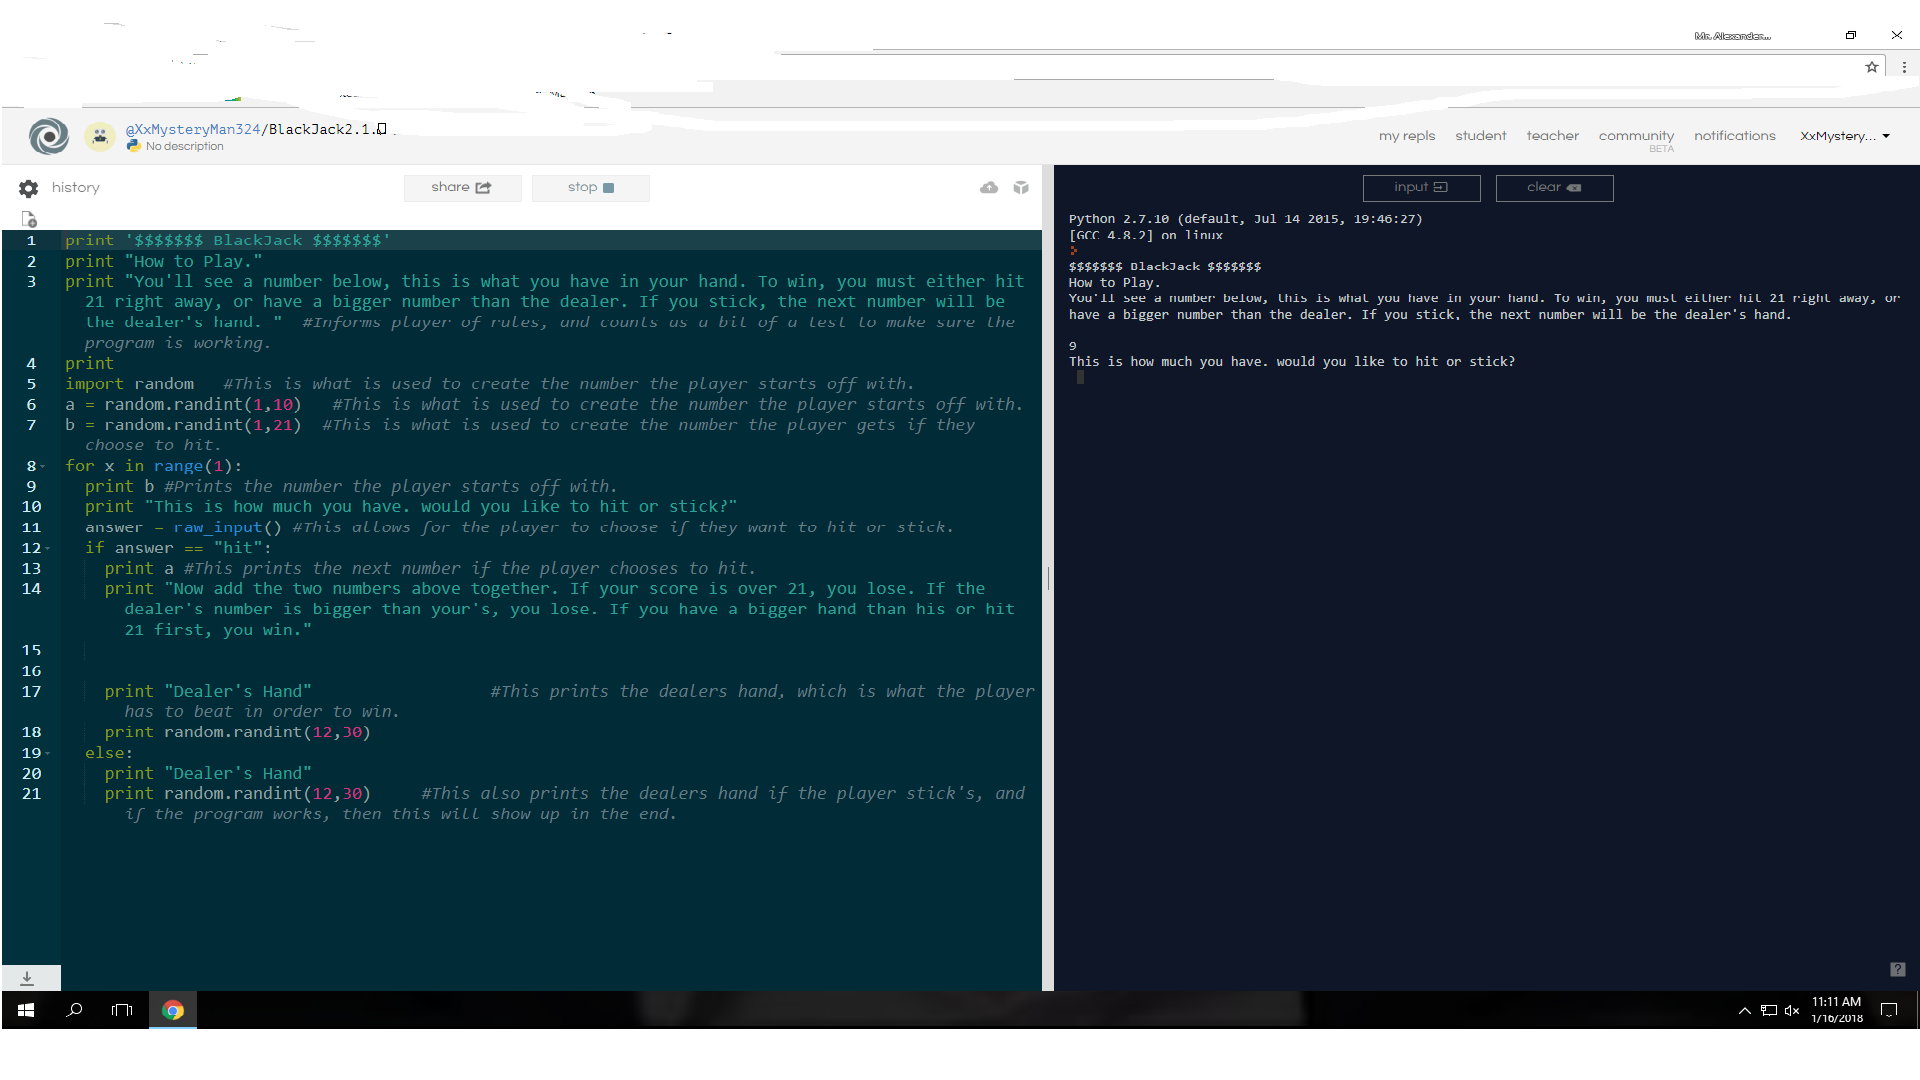 Mr. Alexander...
@XxMysteryMan324/BlackJack2.1.
No description
my repls student teacher community notifications XxMystery...
BETA
history share stop
input clear
1 print '$$$$$$$ BlackJack $$$$$$$'
2 print "How to Play."
3 print "You'll see a number below, this is what you have in your hand. To win, you must either hit
21 right away, or have a bigger number than the dealer. If you stick, the next number will be
the dealer's hand. " #Informs player of rules, and counts as a bit of a test to make sure the
program is working.
4 print
5 import random #This is what is used to create the number the player starts off with.
6 a = random.randint(1,10) #This is what is used to create the number the player starts off with.
7 b = random.randint(1,21) #This is what is used to create the number the player gets if they
choose to hit.
8 for x in range(1):
9 print b #Prints the number the player starts off with.
10 print "This is how much you have. would you like to hit or stick?"
11 answer = raw_input() #This allows for the player to choose if they want to hit or stick.
12 if answer == "hit":
13 print a #This prints the next number if the player chooses to hit.
14 print "Now add the two numbers above together. If your score is over 21, you lose. If the
dealer's number is bigger than your's, you lose. If you have a bigger hand than his or hit
21 first, you win."
15
16
17 print "Dealer's Hand" #This prints the dealers hand, which is what the player
has to beat in order to win.
18 print random.randint(12,30)
19 else:
20 print "Dealer's Hand"
21 print random.randint(12,30) #This also prints the dealers hand if the player stick's, and
if the program works, then this will show up in the end.
Python 2.7.10 (default, Jul 14 2015, 19:46:27)
[GCC 4.8.2] on linux
$$$$$$$ BlackJack $$$$$$$
How to Play.
You'll see a number below, this is what you have in your hand. To win, you must either hit 21 right away, or
have a bigger number than the dealer. If you stick, the next number will be the dealer's hand.
9
This is how much you have. would you like to hit or stick?
?
11:11 AM
1/16/2018